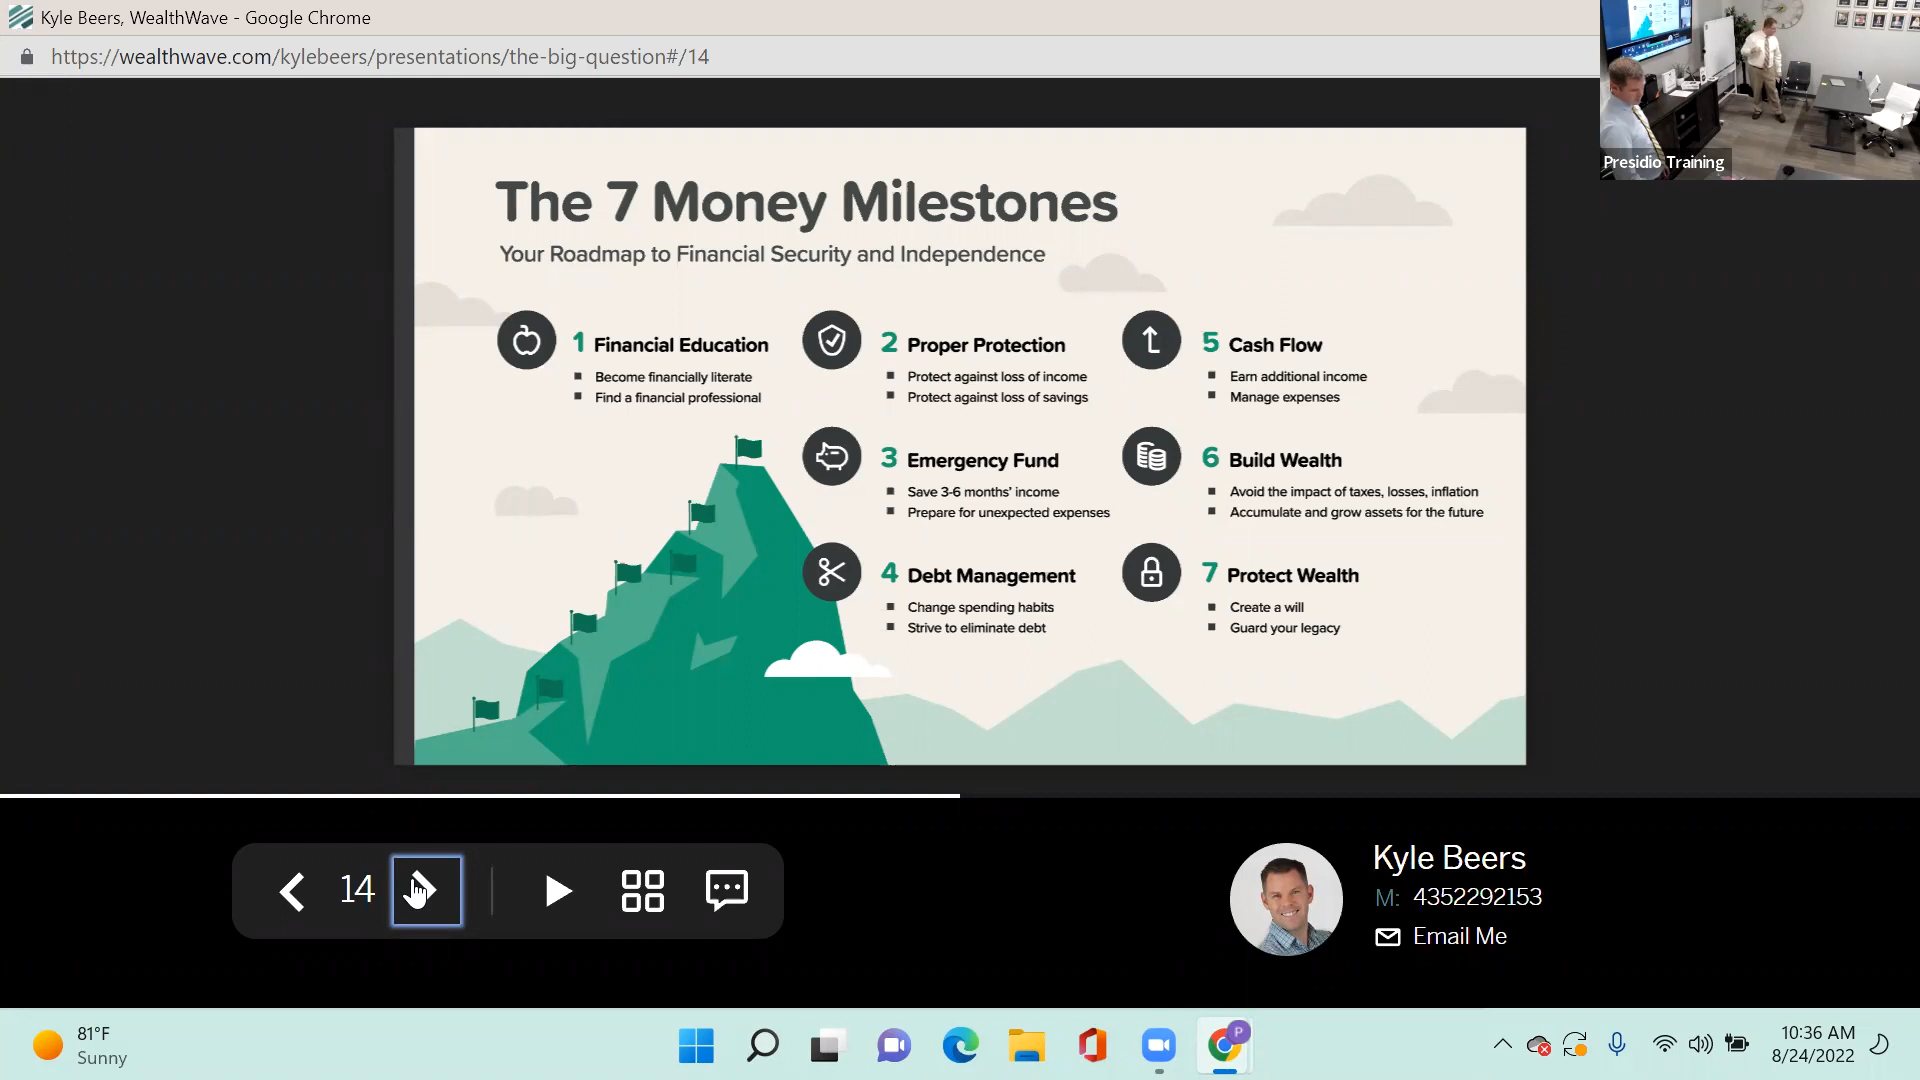 Kyle Beers, WealthWave - Google Chrome
https://wealthwave.com/kylebeers/presentations/the-big-question#/14
Presidio Training
The 7 Money Milestones
Your Roadmap to Financial Security and Independence
1 Financial Education
Become financially literate
Find a financial professional
2 Proper Protection
Protect against loss of income
Protect against loss of savings
3 Emergency Fund
Save 3-6 months' income
Prepare for unexpected expenses
4 Debt Management
Change spending habits
Strive to eliminate debt
5 Cash Flow
Earn additional income
Manage expenses
6 Build Wealth
Avoid the impact of taxes, losses, inflation
Accumulate and grow assets for the future
7 Protect Wealth
Create a will
Guard your legacy
14
Kyle Beers
M: 4352292153
Email Me
81°F
Sunny
P
10:36 AM
8/24/2022